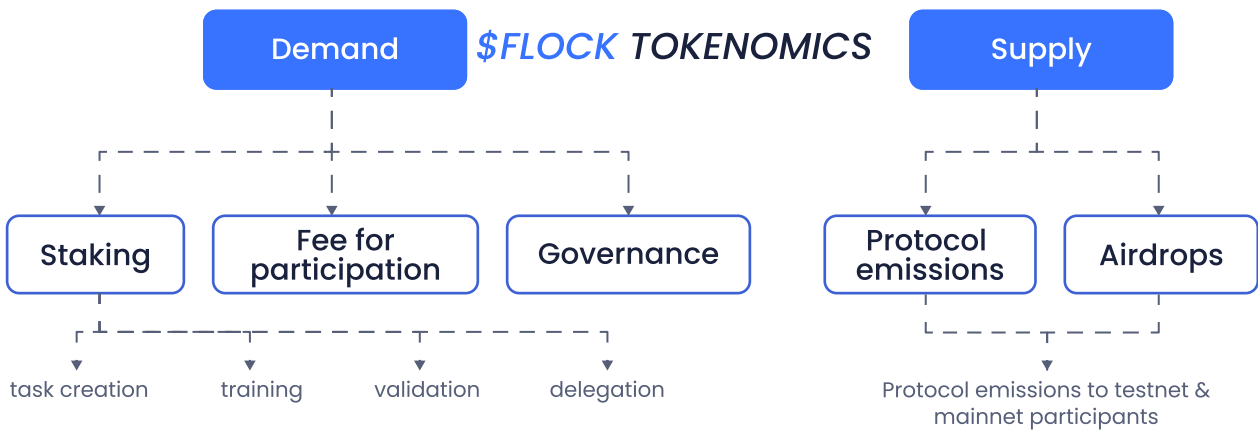 Demand
$FLOCK TOKENOMICS
Supply
Staking
Fee for
participation
Governance
Protocol
emissions
Airdrops
task creation
training
validation
delegation
Protocol emissions to testnet &
mainnet participants